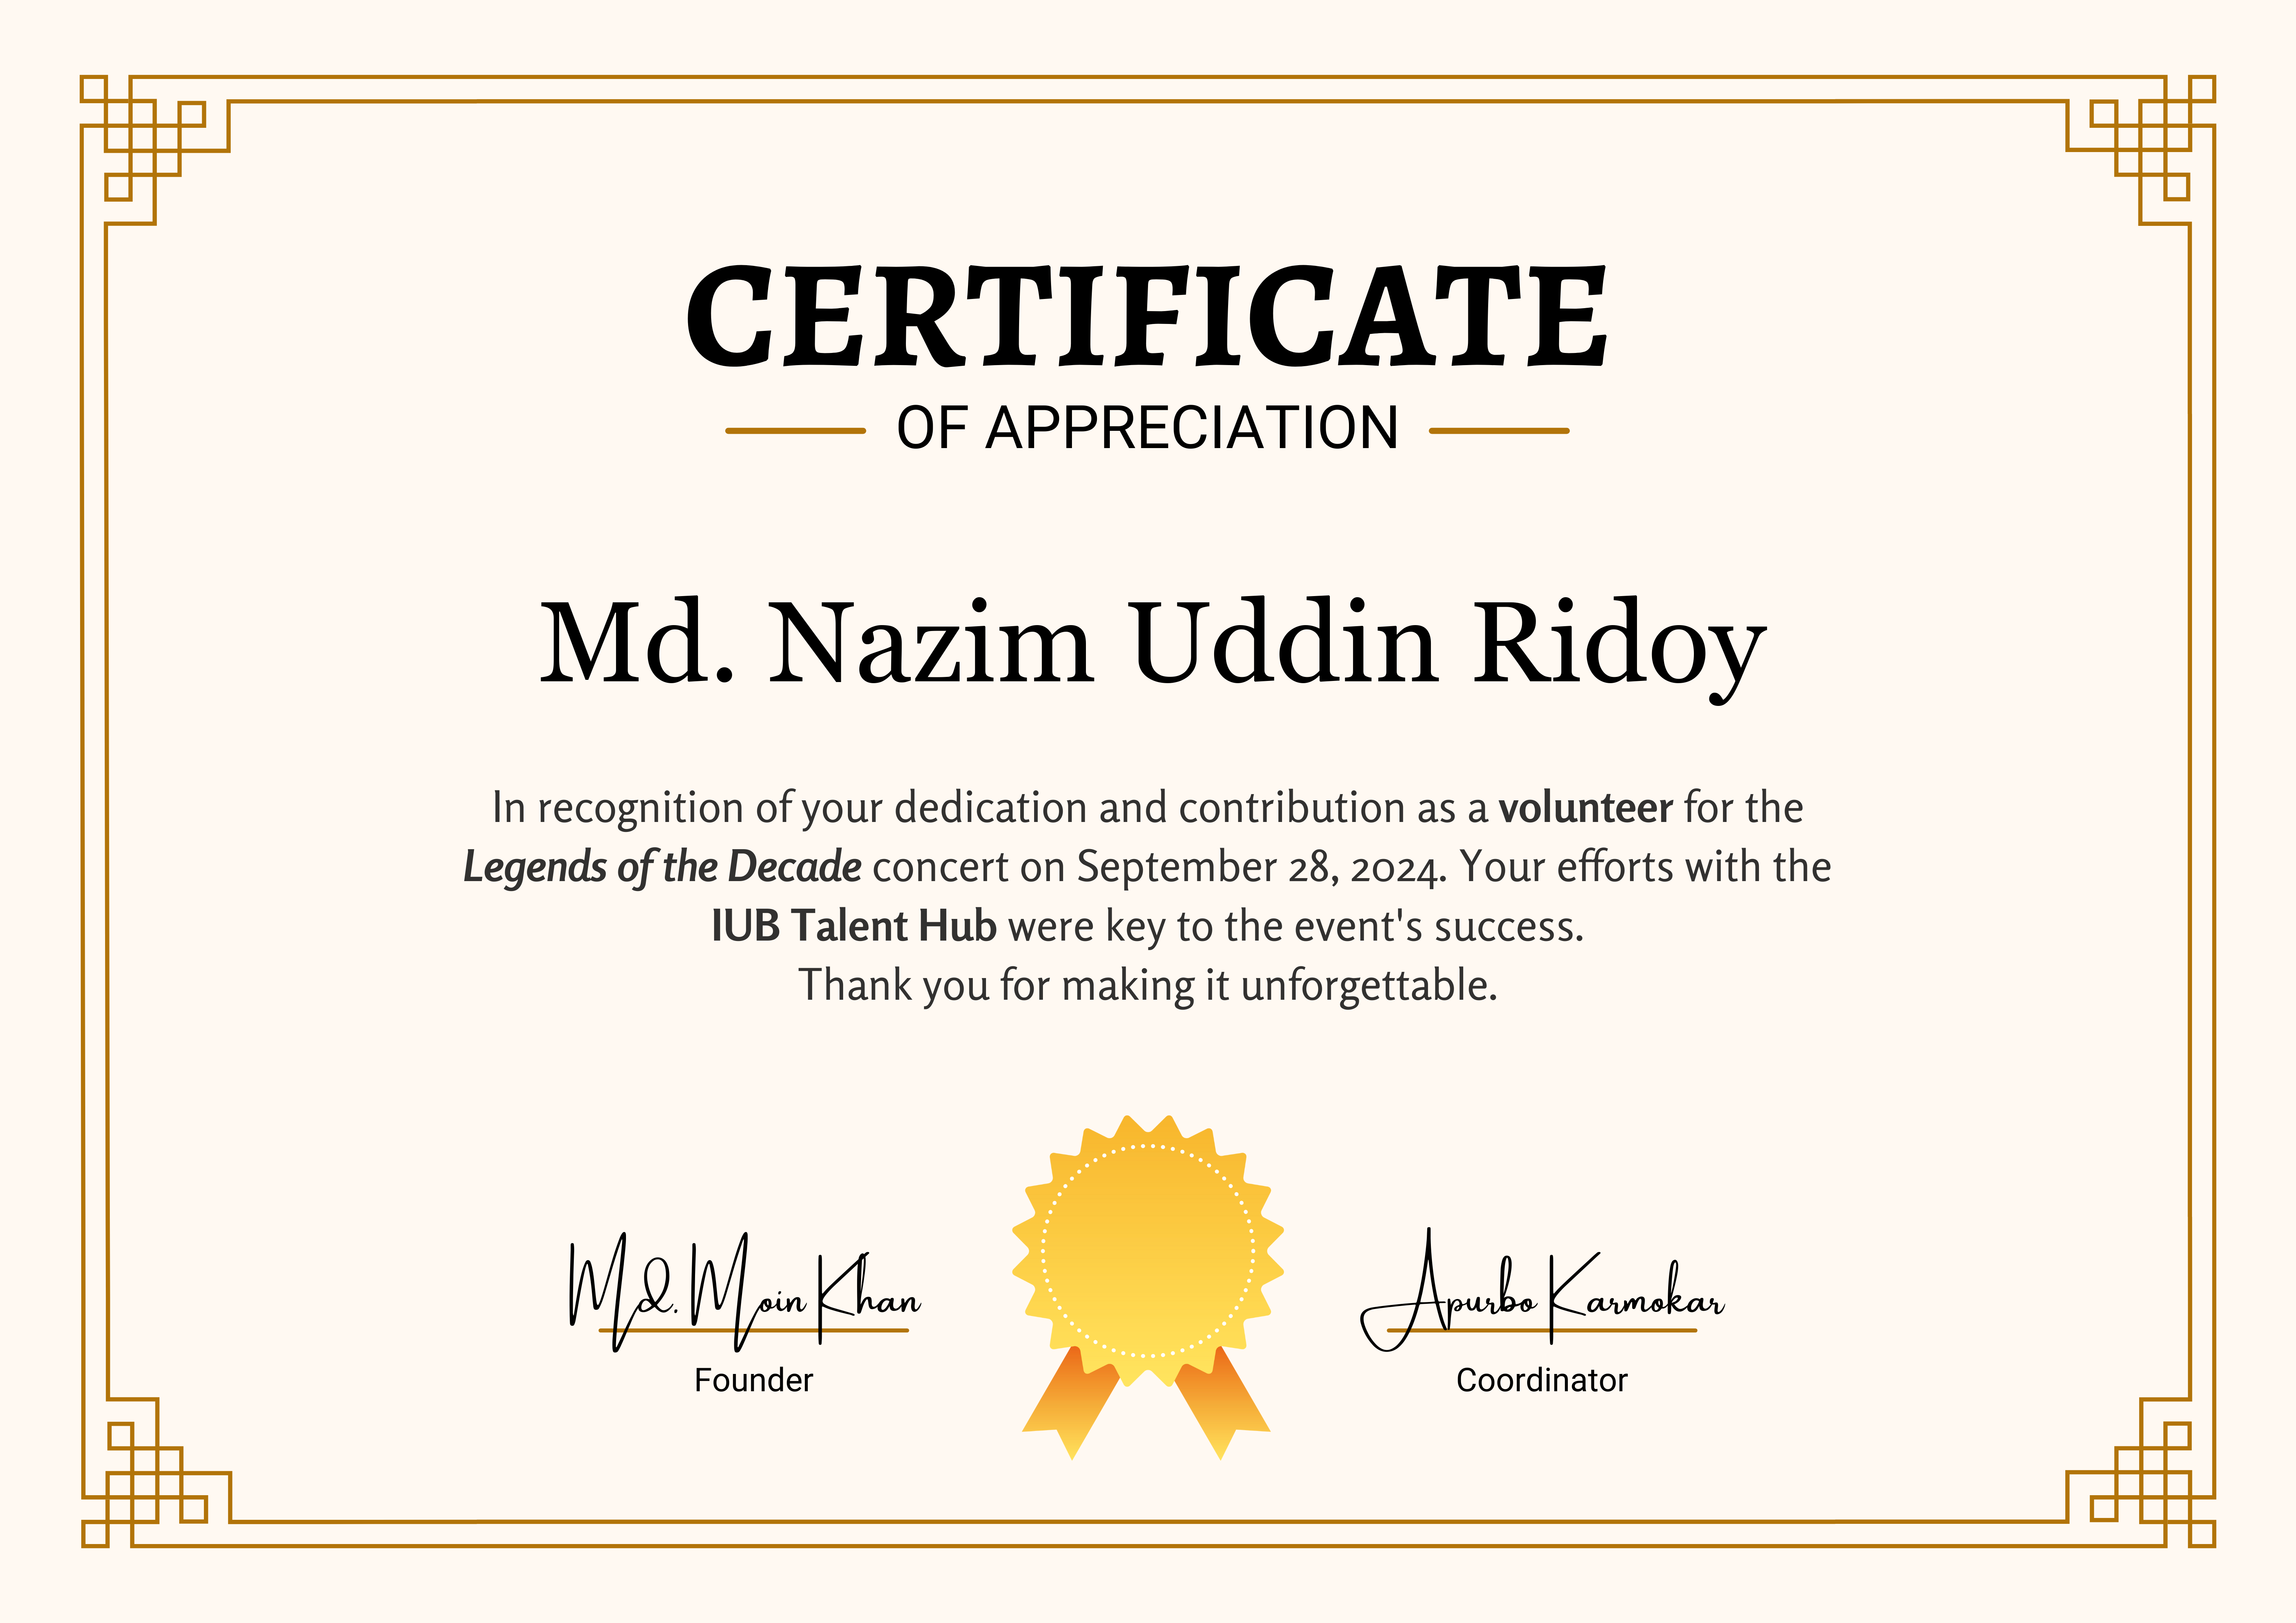 CERTIFICATE
OF APPRECIATION
Md. Nazim Uddin Ridoy
In recognition of your dedication and contribution as a volunteer for the
Legends of the Decade concert on September 28, 2024. Your efforts with the
IUB Talent Hub were key to the event's success.
Thank you for making it unforgettable.
Md. Moin Khan
Founder
Apurbo Karmokar
Coordinator